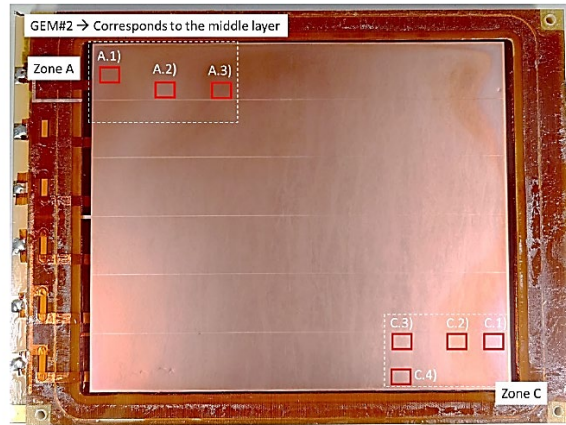 GEM#2 → Corresponds to the middle layer
Zone A
A.1)
A.2)
A.3)
C.3)
C.2)
C.1)
C.4)
Zone C